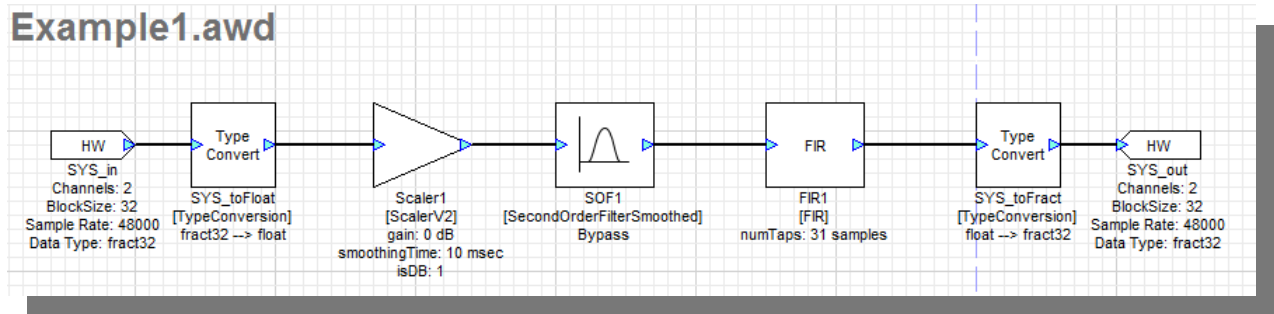 Example1.awd
HW
SYS_in
Channels: 2
BlockSize: 32
Sample Rate: 48000
Data Type: fract32
Type
Convert
SYS_toFloat
[TypeConversion]
fract32 --> float
Scaler1
[ScalerV2]
gain: 0 dB
smoothingTime: 10 msec
isDB: 1
SOF1
[SecondOrderFilterSmoothed]
Bypass
FIR
FIR1
[FIR]
numTaps: 31 samples
Type
Convert
SYS_toFract
[TypeConversion]
float --> fract32
HW
SYS_out
Channels: 2
BlockSize: 32
Sample Rate: 48000
Data Type: fract32